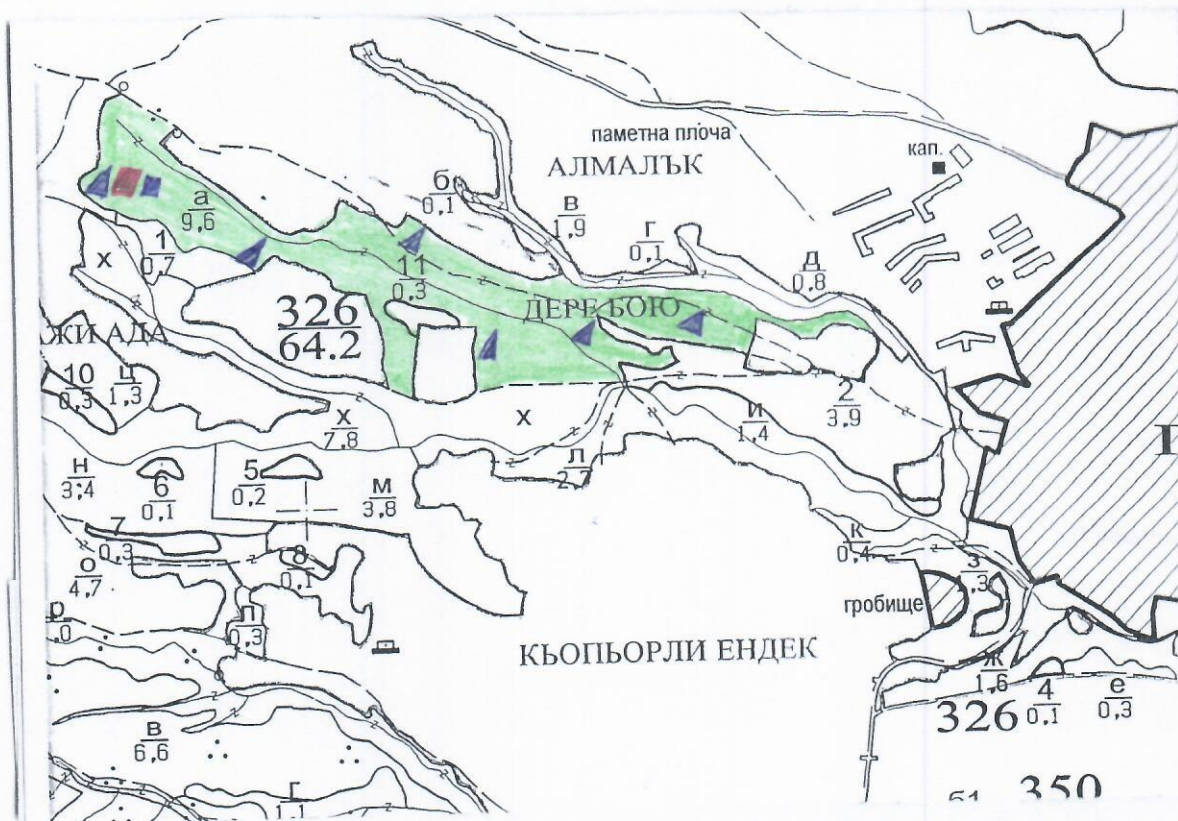 паметна плоча
АЛМАЛЪК
кап.
б
0,1
в
1,9
г
0,1
д
0,8
а
9,6
1
0,7
х
11
0,3
ДЕРЕ БОЮ
326
64.2
ЖИ АДА
10
0,3
ц
1,3
х
7,8
х
и
1,4
2
3,9
л
2,7
н
3,4
6
0,1
5
0,2
м
3,8
7
0,3
8
0,1
о
4,7
к
0,4
з
,3
гробище
р
,0
п
0,3
КЬОПЬОРЛИ ЕНДЕК
ж
1,6
4
0,1
е
0,3
326
в
6,6
г
1,1
51
350